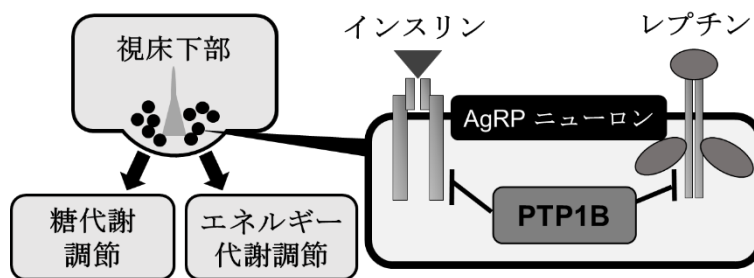 視床下部
糖代謝
調節
エネルギー
代謝調節
インスリン
レプチン
AgRP ニューロン
PTP1B